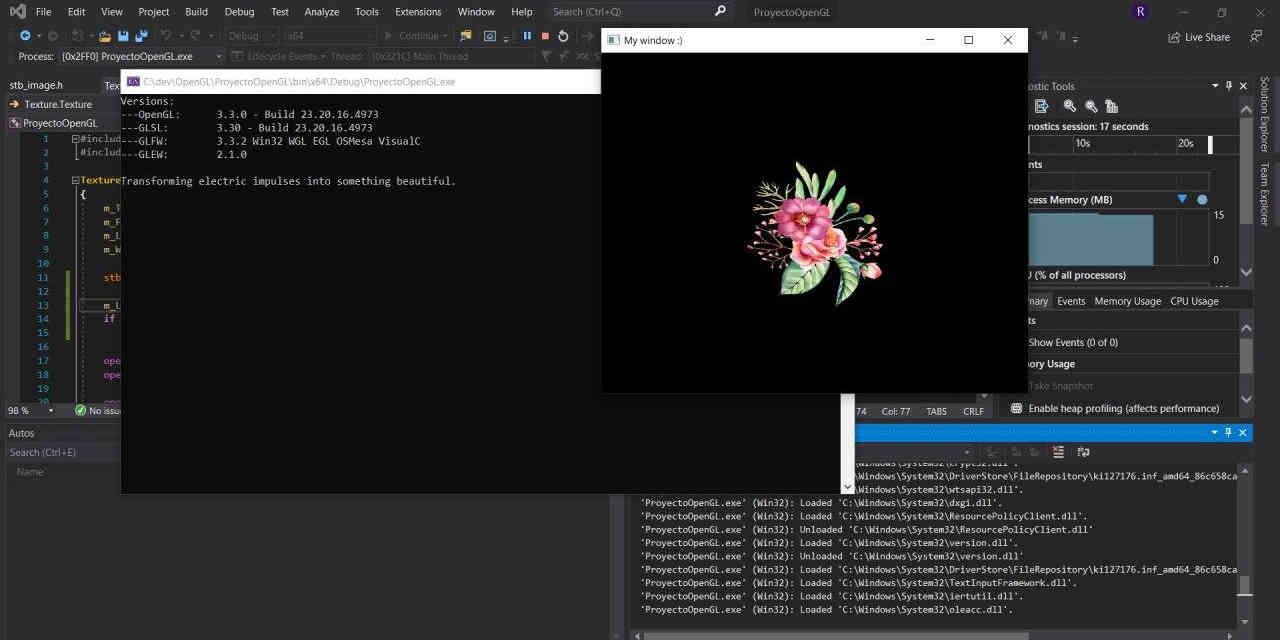 File Edit View Project Build Debug Test Analyze Tools Extensions Window Help Search (Ctrl+Q) ProyectoOpenGL R
Debug x64 Continue Live Share
Process: [0x2FF0] ProyectoOpenGL.exe Lifecycle Events Thread: [0x321C] Main Thread
My window :)
C:\dev\OpenGL\ProyectoOpenGL\bin\x64\Debug\ProyectoOpenGL.exe
Versions:
---OpenGL: 3.3.0 - Build 23.20.16.4973
---GLSL: 3.30 - Build 23.20.16.4973
---GLFW: 3.3.2 Win32 WGL EGL OSMesa VisualC
---GLEW: 2.1.0
Transforming electric impulses into something beautiful.
stb_image.h Tex
Texture.Texture
ProyectoOpenGL
1 #includ
2 #includ
3
4 Texture
5 {
6 m_T
7 m_F
8 m_L
9 m_W
10
11 stb
12
13 m_L
14 if
15
16
17 ope
18 ope
19
20
98 % No issu
74 Col: 77 TABS CRLF
ostic Tools
nostics session: 17 seconds
10s 20s
nts
cess Memory (MB)
15
0
U (% of all processors)
mary Events Memory Usage CPU Usage
ts
Show Events (0 of 0)
ory Usage
Take Snapshot
Enable heap profiling (affects performance)
Solution Explorer
Team Explorer
Autos
Search (Ctrl+E)
Name
\Windows\System32\crypt32.dll'.
\Windows\System32\DriverStore\FileRepository\ki127176.inf_amd64_86c658ca
\Windows\System32\wtsapi32.dll'.
'ProyectoOpenGL.exe' (Win32): Loaded 'C:\Windows\System32\dxgi.dll'.
'ProyectoOpenGL.exe' (Win32): Loaded 'C:\Windows\System32\ResourcePolicyClient.dll'.
'ProyectoOpenGL.exe' (Win32): Unloaded 'C:\Windows\System32\ResourcePolicyClient.dll'
'ProyectoOpenGL.exe' (Win32): Loaded 'C:\Windows\System32\version.dll'.
'ProyectoOpenGL.exe' (Win32): Unloaded 'C:\Windows\System32\version.dll'
'ProyectoOpenGL.exe' (Win32): Loaded 'C:\Windows\System32\DriverStore\FileRepository\ki127176.inf_amd64_86c658ca
'ProyectoOpenGL.exe' (Win32): Loaded 'C:\Windows\System32\TextInputFramework.dll'.
'ProyectoOpenGL.exe' (Win32): Loaded 'C:\Windows\System32\iertutil.dll'.
'ProyectoOpenGL.exe' (Win32): Loaded 'C:\Windows\System32\oleacc.dll'.